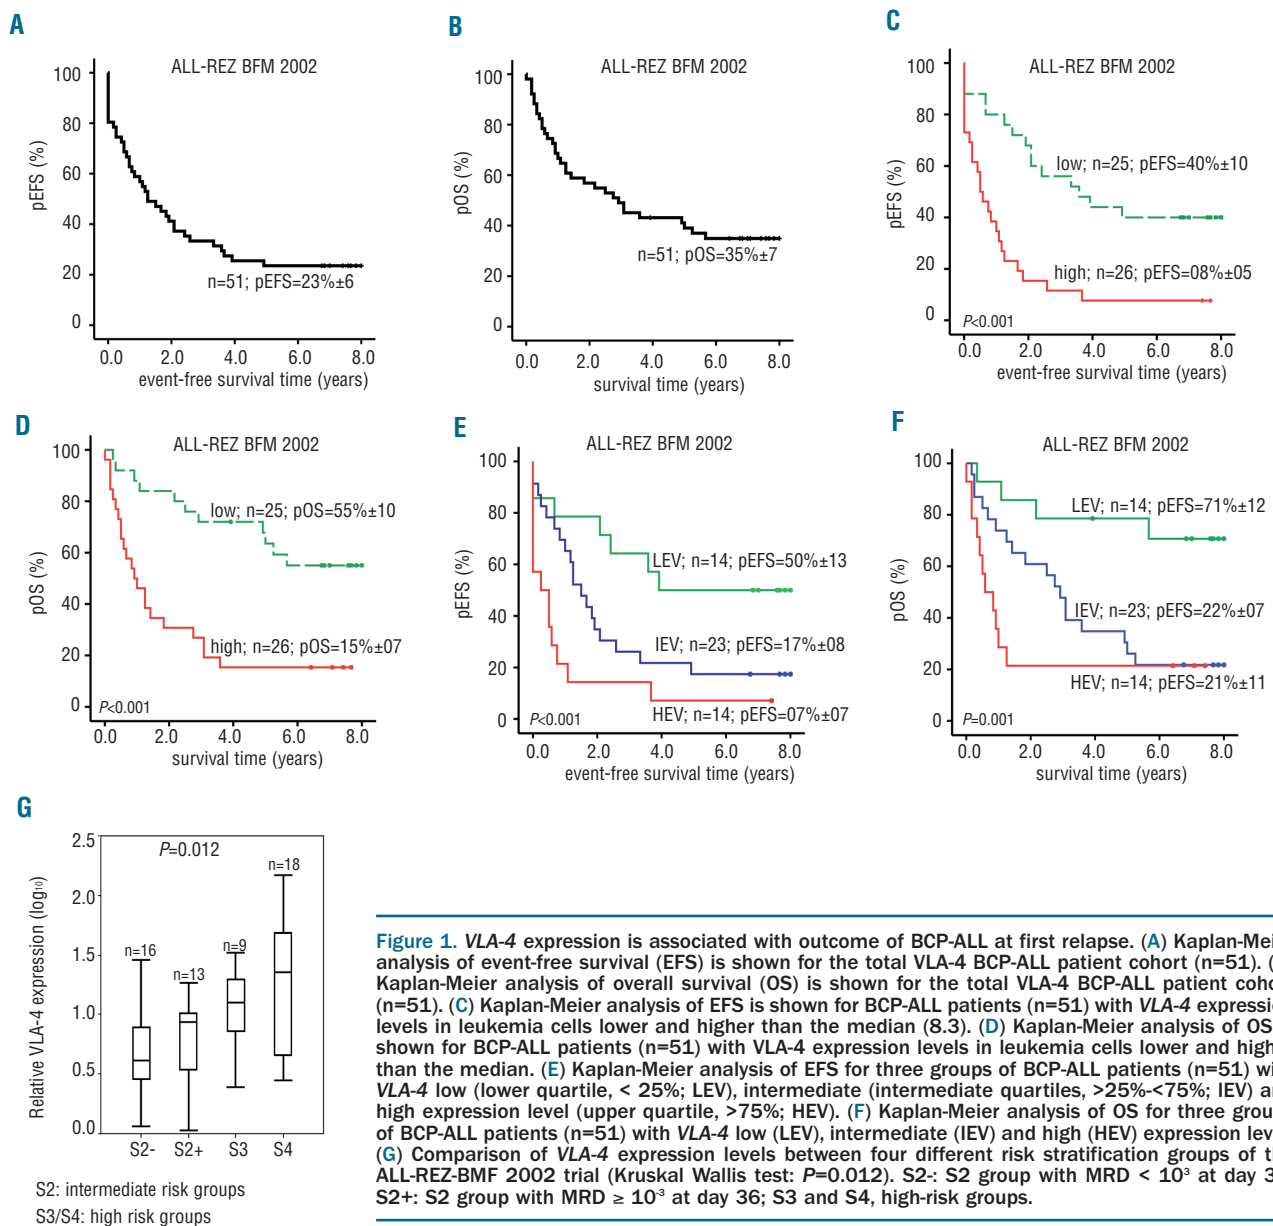 A
ALL-REZ BFM 2002
pEFS (%)
100
80
60
40
20
0
n=51; pEFS=23%±6
0.0 2.0 4.0 6.0 8.0
event-free survival time (years)
B
ALL-REZ BFM 2002
pOS (%)
100
80
60
40
20
0
n=51; pOS=35%±7
0.0 2.0 4.0 6.0 8.0
survival time (years)
C
ALL-REZ BFM 2002
pEFS (%)
100
80
60
40
20
0
low; n=25; pEFS=40%±10
high; n=26; pEFS=08%±05
P<0.001
0.0 2.0 4.0 6.0 8.0
event-free survival time (years)
D
ALL-REZ BFM 2002
pOS (%)
100
80
60
40
20
0
low; n=25; pOS=55%±10
high; n=26; pOS=15%±07
P<0.001
0.0 2.0 4.0 6.0 8.0
survival time (years)
E
ALL-REZ BFM 2002
pEFS (%)
100
80
60
40
20
0
LEV; n=14; pEFS=50%±13
IEV; n=23; pEFS=17%±08
HEV; n=14; pEFS=07%±07
P<0.001
0.0 2.0 4.0 6.0 8.0
event-free survival time (years)
F
ALL-REZ BFM 2002
pOS (%)
100
80
60
40
20
0
LEV; n=14; pEFS=71%±12
IEV; n=23; pEFS=22%±07
HEV; n=14; pEFS=21%±11
P=0.001
0.0 2.0 4.0 6.0 8.0
survival time (years)
G
Relative VLA-4 expression (log10)
2.5
2.0
1.5
1.0
0.5
0.0
P=0.012
n=16
n=13
n=9
n=18
S2- S2+ S3 S4
S2: intermediate risk groups
S3/S4: high risk groups
Figure 1. VLA-4 expression is associated with outcome of BCP-ALL at first relapse. (A) Kaplan-Mei
analysis of event-free survival (EFS) is shown for the total VLA-4 BCP-ALL patient cohort (n=51). (
Kaplan-Meier analysis of overall survival (OS) is shown for the total VLA-4 BCP-ALL patient coho
(n=51). (C) Kaplan-Meier analysis of EFS is shown for BCP-ALL patients (n=51) with VLA-4 expressio
levels in leukemia cells lower and higher than the median (8.3). (D) Kaplan-Meier analysis of OS
shown for BCP-ALL patients (n=51) with VLA-4 expression levels in leukemia cells lower and high
than the median. (E) Kaplan-Meier analysis of EFS for three groups of BCP-ALL patients (n=51) wi
VLA-4 low (lower quartile, < 25%; LEV), intermediate (intermediate quartiles, >25%-<75%; IEV) a
high expression level (upper quartile, >75%; HEV). (F) Kaplan-Meier analysis of OS for three group
of BCP-ALL patients (n=51) with VLA-4 low (LEV), intermediate (IEV) and high (HEV) expression lev
(G) Comparison of VLA-4 expression levels between four different risk stratification groups of t
ALL-REZ-BMF 2002 trial (Kruskal Wallis test: P=0.012). S2-: S2 group with MRD < 10³ at day 3
S2+: S2 group with MRD ≥ 10⁻³ at day 36; S3 and S4, high-risk groups.